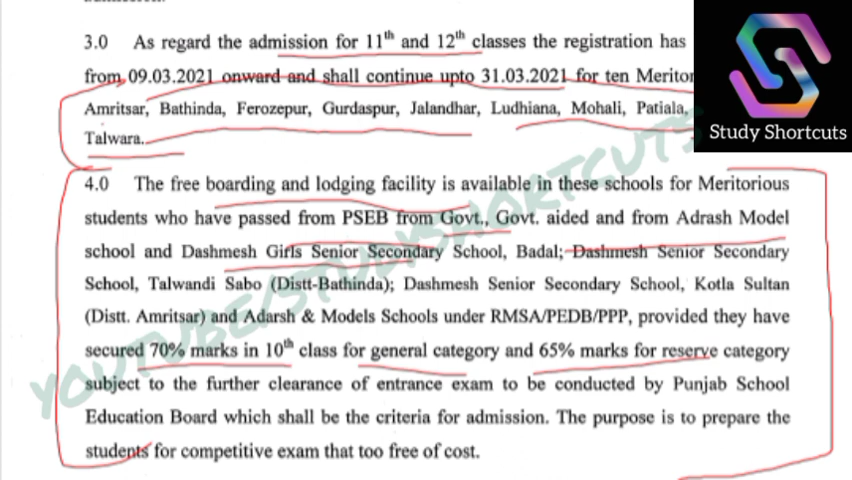 3.0 As regard the admission for 11th and 12th classes the registration has
from 09.03.2021 onward and shall continue upto 31.03.2021 for ten
Amritsar, Bathinda, Ferozepur, Gurdaspur, Jalandhar, Ludhiana, Mohali, Patiala,
Talwara.
Study Shortcuts
4.0 The free boarding and lodging facility is available in these schools for Meritorious
students who have passed from PSEB from Govt., Govt. aided and from Adrash Model
school and Dashmesh Girls Senior Secondary School, Badal; Dashmesh Senior Secondary
School, Talwandi Sabo (Distt-Bathinda); Dashmesh Senior Secondary School, Kotla Sultan
(Distt. Amritsar) and Adarsh & Models Schools under RMSA/PEDB/PPP, provided they have
secured 70% marks in 10th class for general category and 65% marks for reserve category
subject to the further clearance of entrance exam to be conducted by Punjab School
Education Board which shall be the criteria for admission. The purpose is to prepare the
students for competitive exam that too free of cost.
YOUTUBE/STUDYSHORTCUTS